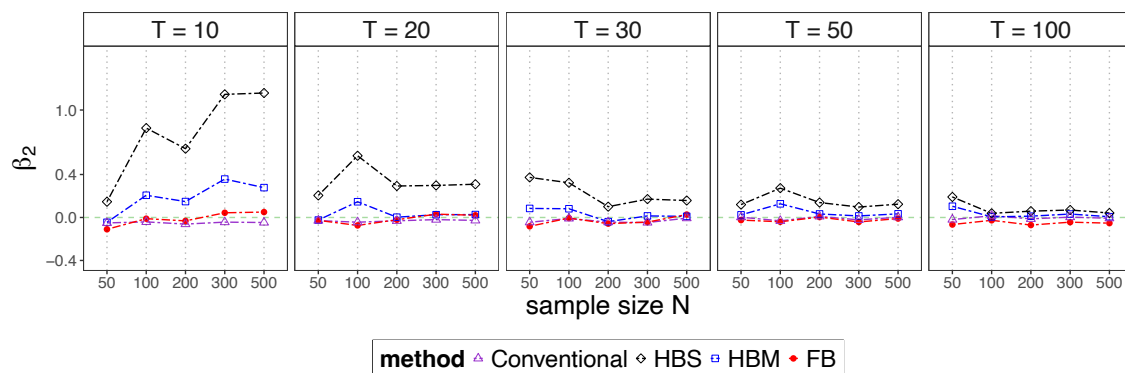 T = 10 T = 20 T = 30 T = 50 T = 100
β₂
1.0
0.4
0.0
−0.4
50 100 200 300 500 50 100 200 300 500 50 100 200 300 500 50 100 200 300 500 50 100 200 300 500
sample size N
method Conventional HBS HBM FB